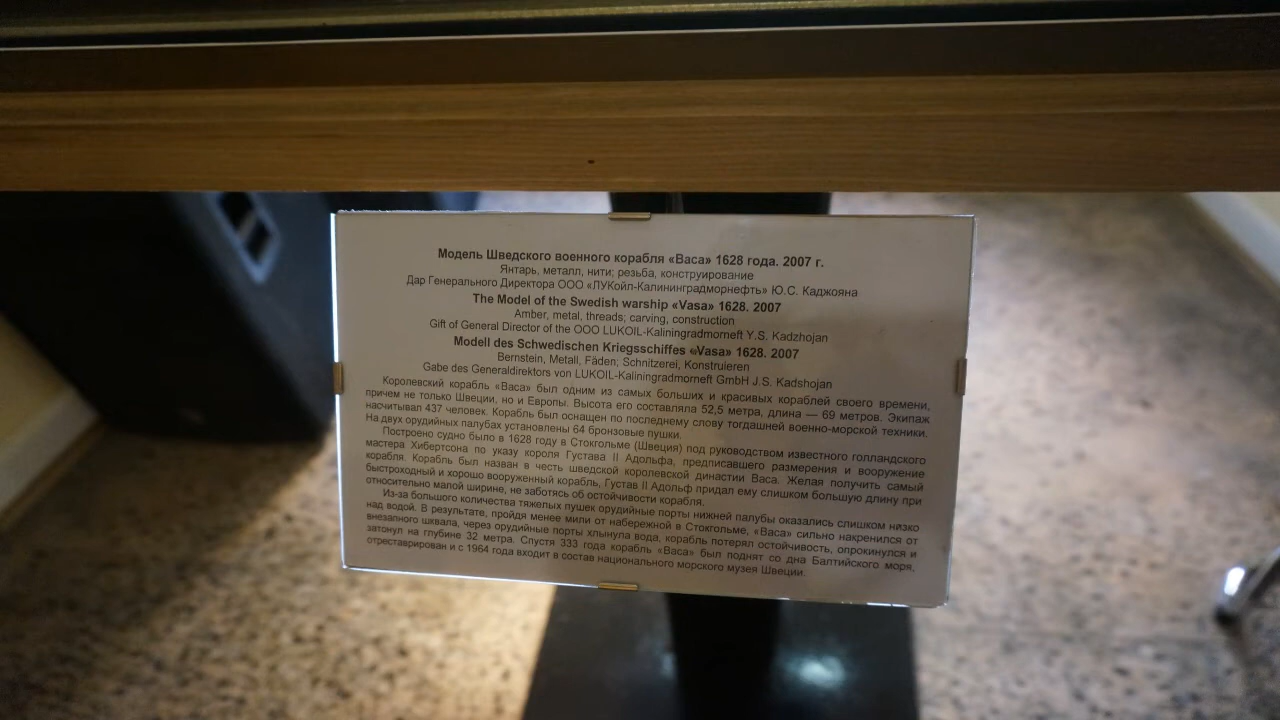 Модель Шведского военного корабля «Васа» 1628 года. 2007 г.
Янтарь, металл, нити; резьба, конструирование
Дар Генерального Директора ООО «ЛУКойл-Калининградморнефть» Ю.С. Каджояна
The Model of the Swedish warship «Vasa» 1628. 2007
Amber, metal, threads; carving, construction
Gift of General Director of the OOO LUKOIL-Kaliningradmorneft Y.S. Kadzhojan
Modell des Schwedischen Kriegsschiffes «Vasa» 1628. 2007
Bernstein, Metall, Fäden; Schnitzerei, Konstruieren
Gabe des Generaldirektors von LUKOIL-Kaliningradmorneft GmbH J.S. Kadshojan
Королевский корабль «Васа» был одним из самых больших и красивых кораблей своего времени,
причем не только Швеции, но и Европы. Высота его составляла 52,5 метра, длина — 69 метров. Экипаж
насчитывал 437 человек. Корабль был оснащен по последнему слову тогдашней военно-морской техники.
На двух орудийных палубах установлены 64 бронзовые пушки.
Построено судно было в 1628 году в Стокгольме (Швеция) под руководством известного голландского
мастера Хибертсона по указу короля Густава II Адольфа, предписавшего размерения и вооружение
корабля. Корабль был назван в честь шведской королевской династии Васа. Желая получить самый
быстроходный и хорошо вооруженный корабль, Густав II Адольф придал ему слишком большую длину при
относительно малой ширине, не заботясь об остойчивости корабля.
Из-за большого количества тяжелых пушек орудийные порты нижней палубы оказались слишком низко
над водой. В результате, пройдя менее мили от набережной в Стокгольме, «Васа» сильно накренился от
внезапного шквала, через орудийные порты хлынула вода, корабль потерял остойчивость, опрокинулся и
затонул на глубине 32 метра. Спустя 333 года корабль «Васа» был поднят со дна Балтийского моря,
отреставрирован и с 1964 года входит в состав национального морского музея Швеции.